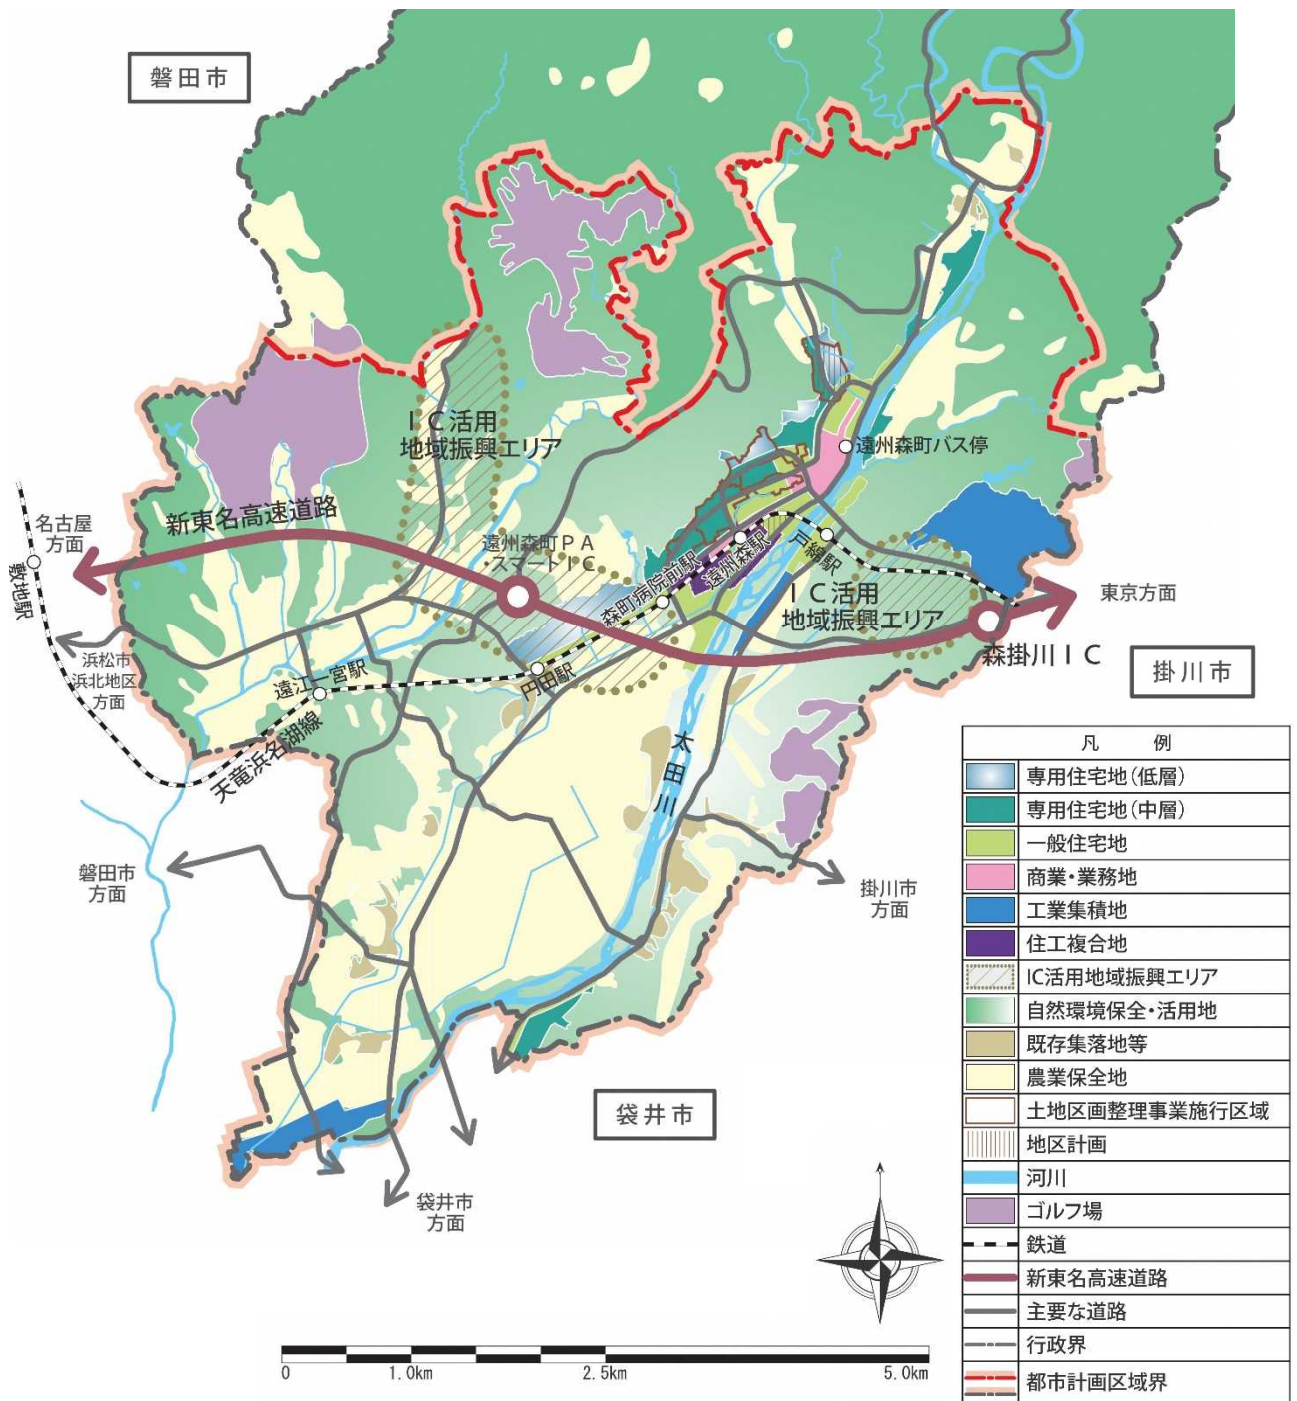 磐田市
IC活用
地域振興エリア
遠州森町バス停
新東名高速道路
名古屋
方面
敷地駅
遠州森町PA
・スマートIC
森町病院前駅
遠州森駅
戸綿駅
IC活用
地域振興エリア
東京方面
森掛川IC
掛川市
浜松市
浜北地区
方面
遠江一宮駅
円田駅
天竜浜名湖線
太田川
磐田市
方面
掛川市
方面
袋井市
袋井市
方面
凡 例
専用住宅地(低層)
専用住宅地(中層)
一般住宅地
商業・業務地
工業集積地
住工複合地
IC活用地域振興エリア
自然環境保全・活用地
既存集落地等
農業保全地
土地区画整理事業施行区域
地区計画
河川
ゴルフ場
鉄道
新東名高速道路
主要な道路
行政界
都市計画区域界
0 1.0km 2.5km 5.0km